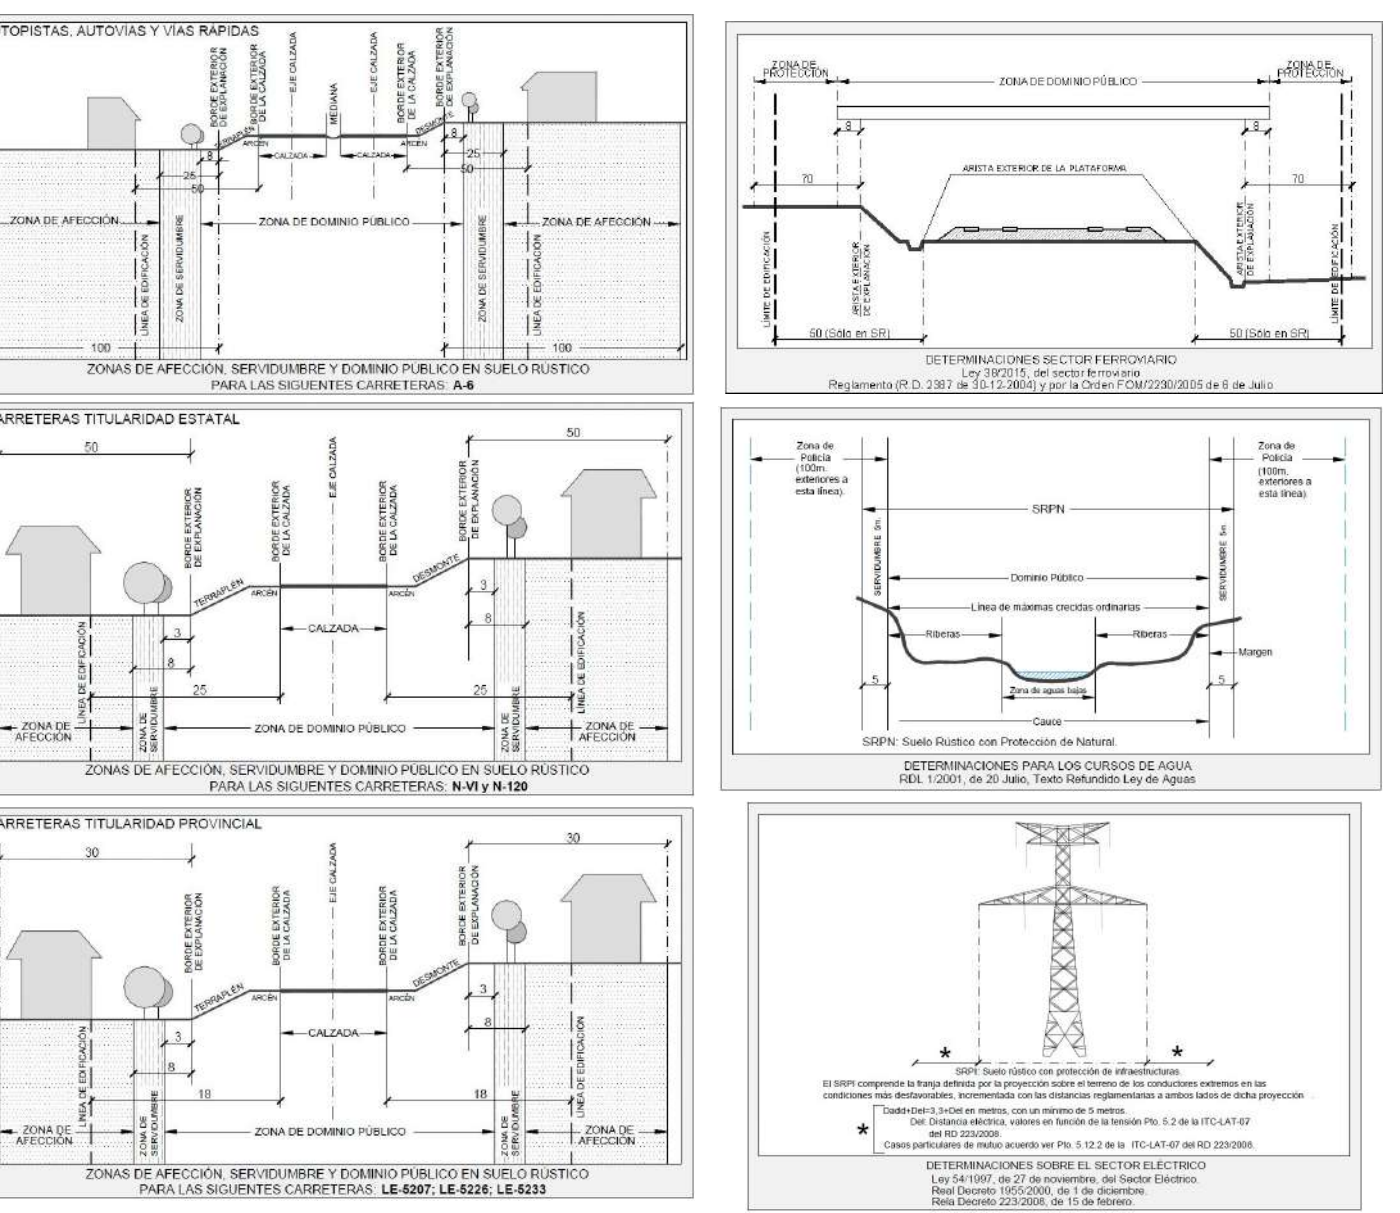 TOPISTAS, AUTOVÍAS Y VÍAS RÁPIDAS
BORDE EXTERIOR
DE EXPLANACIÓN
BORDE EXTERIOR
DE LA CALZADA
EJE CALZADA
MEDIANA
EJE CALZADA
BORDE EXTERIOR
DE LA CALZADA
BORDE EXTERIOR
DE EXPLANACIÓN
TERRAPLÉN
ARCÉN
CALZADA
CALZADA
ARCÉN
DESMONTE
8
25
50
8
25
50
ZONA DE AFECCIÓN
ZONA DE DOMINIO PÚBLICO
ZONA DE AFECCIÓN
LÍNEA DE EDIFICACIÓN
ZONA DE SERVIDUMBRE
ZONA DE SERVIDUMBRE
LÍNEA DE EDIFICACIÓN
100
100
ZONAS DE AFECCIÓN, SERVIDUMBRE Y DOMINIO PÚBLICO EN SUELO RÚSTICO
PARA LAS SIGUENTES CARRETERAS: A-6
ARRETERAS TITULARIDAD ESTATAL
50
50
BORDE EXTERIOR
DE EXPLANACIÓN
BORDE EXTERIOR
DE LA CALZADA
EJE CALZADA
BORDE EXTERIOR
DE LA CALZADA
BORDE EXTERIOR
DE EXPLANACIÓN
TERRAPLÉN
ARCÉN
ARCÉN
DESMONTE
CALZADA
3
8
25
3
8
25
LÍNEA DE EDIFICACIÓN
ZONA DE
SERVIDUMBRE
ZONA DE
SERVIDUMBRE
LÍNEA DE EDIFICACIÓN
ZONA DE
AFECCIÓN
ZONA DE DOMINIO PÚBLICO
ZONA DE
AFECCIÓN
ZONAS DE AFECCIÓN, SERVIDUMBRE Y DOMINIO PÚBLICO EN SUELO RÚSTICO
PARA LAS SIGUIENTES CARRETERAS: N-VI y N-120
ARRETERAS TITULARIDAD PROVINCIAL
30
30
BORDE EXTERIOR
DE EXPLANACIÓN
BORDE EXTERIOR
DE LA CALZADA
EJE CALZADA
BORDE EXTERIOR
DE LA CALZADA
BORDE EXTERIOR
DE EXPLANACIÓN
TERRAPLÉN
ARCÉN
ARCÉN
DESMONTE
CALZADA
3
8
18
3
8
18
LÍNEA DE EDIFICACIÓN
ZONA DE
SERVIDUMBRE
ZONA DE
SERVIDUMBRE
LÍNEA DE EDIFICACIÓN
ZONA DE
AFECCIÓN
ZONA DE DOMINIO PÚBLICO
ZONA DE
AFECCIÓN
ZONAS DE AFECCIÓN, SERVIDUMBRE Y DOMINIO PÚBLICO EN SUELO RÚSTICO
PARA LAS SIGUENTES CARRETERAS: LE-5207; LE-5226; LE-5233
ZONA DE
PROTECCIÓN
ZONA DE DOMINIO PÚBLICO
ZONA DE
PROTECCIÓN
8
8
ARISTA EXTERIOR DE LA PLATAFORMA
70
70
LÍMITE DE EDIFICACIÓN
ARISTA EXTERIOR
DE EXPLANACIÓN
ARISTA EXTERIOR
DE EXPLANACIÓN
LÍMITE DE EDIFICACIÓN
50 (Sólo en SR)
50 (Sólo en SR)
DETERMINACIONES SECTOR FERROVIARIO
Ley 38/2015, del sector ferroviario
Reglamento (R.D. 2387 de 30-12-2004) y por la Orden FOM/2230/2005 de 6 de Julio
Zona de
Policía
(100m.
exteriores a
esta línea).
Zona de
Policía
(100m.
exteriores a
esta línea)
SRPN
SERVIDUMBRE 5m.
SERVIDUMBRE 5m.
Dominio Público
Línea de máximas crecidas ordinarias
Riberas
Riberas
Margen
5
5
Zona de aguas bajas
Cauce
SRPN: Suelo Rústico con Protección de Natural.
DETERMINACIONES PARA LOS CURSOS DE AGUA
RDL 1/2001, de 20 Julio, Texto Refundido Ley de Aguas
* *
SRPI: Suelo rústico con protección de infraestructuras.
El SRPI comprende la franja definida por la proyección sobre el terreno de los conductores extremos en las
condiciones más desfavorables, incrementada con las distancias reglamentarias a ambos lados de dicha proyección .
* Dadd+Del=3,3+Del en metros, con un mínimo de 5 metros.
Del: Distancia eléctrica, valores en función de la tensión Pto. 5.2 de la ITC-LAT-07
del RD 223/2008.
Casos particulares de mutuo acuerdo ver Pto. 5.12.2 de la ITC-LAT-07 del RD 223/2008.
DETERMINACIONES SOBRE EL SECTOR ELÉCTRICO
Ley 54/1997, de 27 de noviembre, del Sector Eléctrico.
Real Decreto 1955/2000, de 1 de diciembre.
Rela Decreto 223/2008, de 15 de febrero.